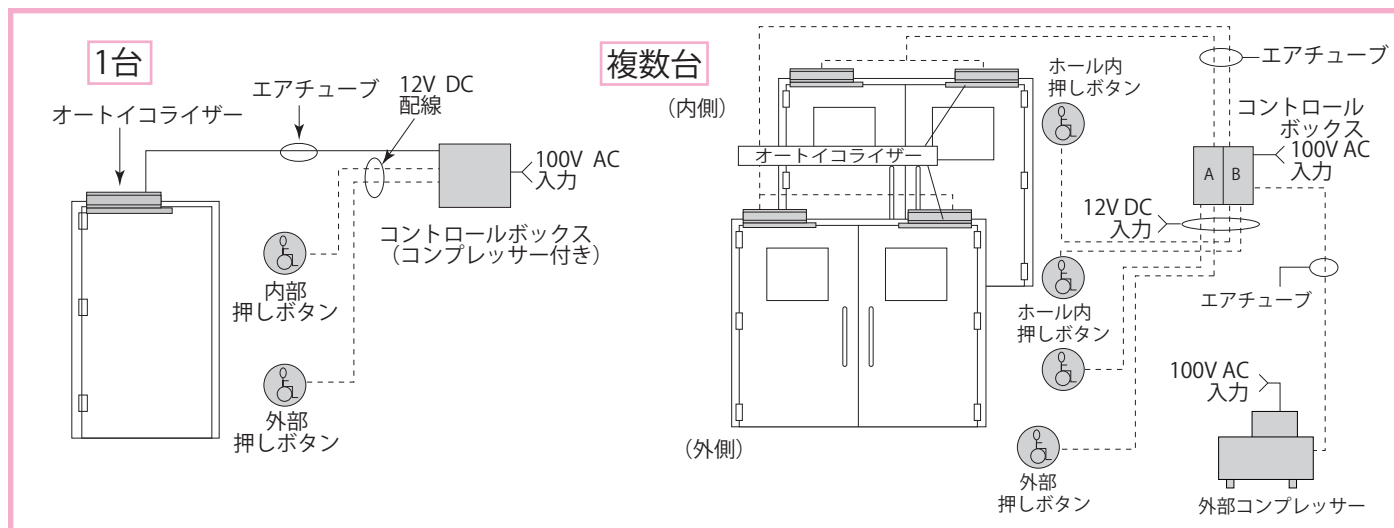 1台
オートイコライザー
エアチューブ
12V DC
配線
100V AC
入力
コントロールボックス
（コンプレッサー付き）
内部
押しボタン
外部
押しボタン
複数台
（内側）
オートイコライザー
ホール内
押しボタン
エアチューブ
コントロール
ボックス
100V AC
入力
A
B
12V DC
入力
ホール内
押しボタン
エアチューブ
100V AC
入力
（外側）
外部
押しボタン
外部コンプレッサー